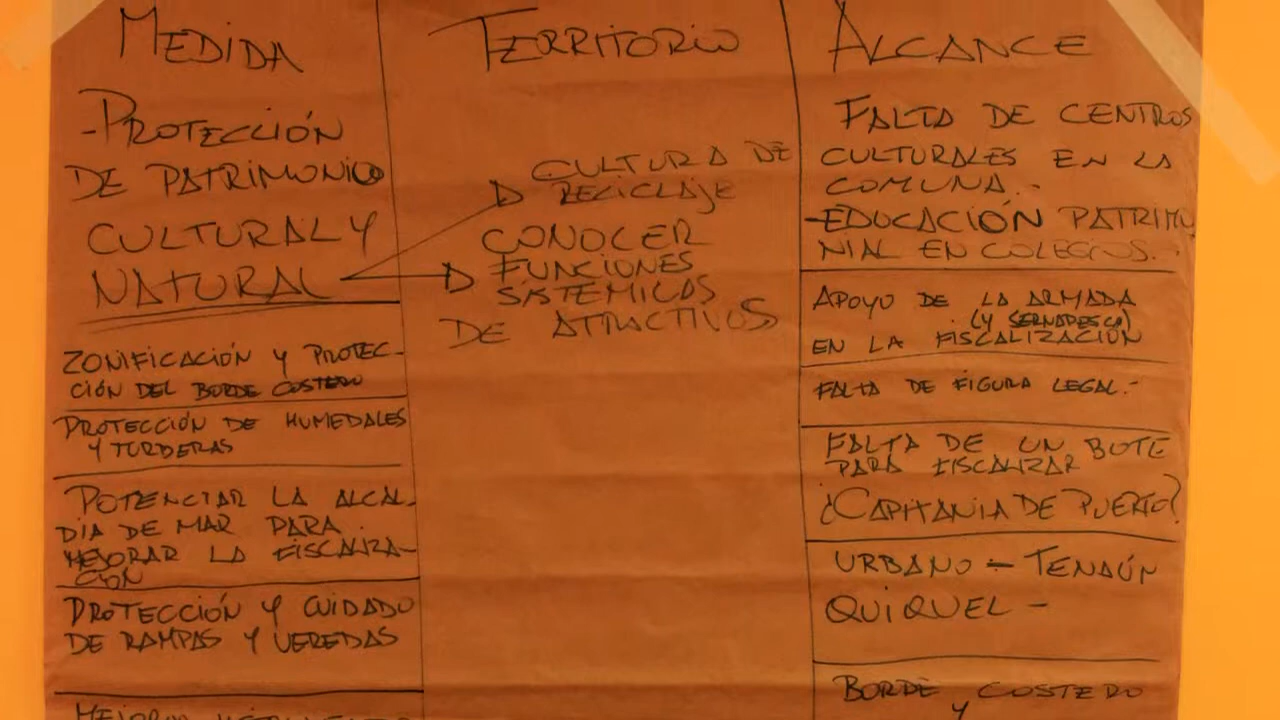 MEDIDA
TERRITORIO
ALCANCE
-PROTECCIÓN
DE PATRIMONIO
CULTURAL Y
NATURAL
CULTURA DE
RECICLAJE
CONOCER
FUNCIONES
SISTEMICAS
DE ATRACTIVOS
FALTA DE CENTROS
CULTURALES EN LA
COMUNA.-
-EDUCACIÓN PATRIMO
NIAL EN COLEGIOS.-
ZONIFICACIÓN Y PROTEC-
CIÓN DEL BORDE COSTERO
APOYO DE LA ARMADA
(Y SERNAPESCA)
EN LA FISCALIZACIÓN
PROTECCIÓN DE HUMEDALES
Y TURBERAS
FALTA DE FIGURA LEGAL.-
POTENCIAR LA ALCAL-
DIA DE MAR PARA
MEJORAR LA FISCALIZA-
CIÓN
FALTA DE UN BOTE
PARA FISCALIZAR
¿CAPITANIA DE PUERTO?
PROTECCIÓN Y CUIDADO
DE RAMPAS Y VEREDAS
URBANO - TENAÚN
QUIQUEL -
BORDE COSTERO
Y